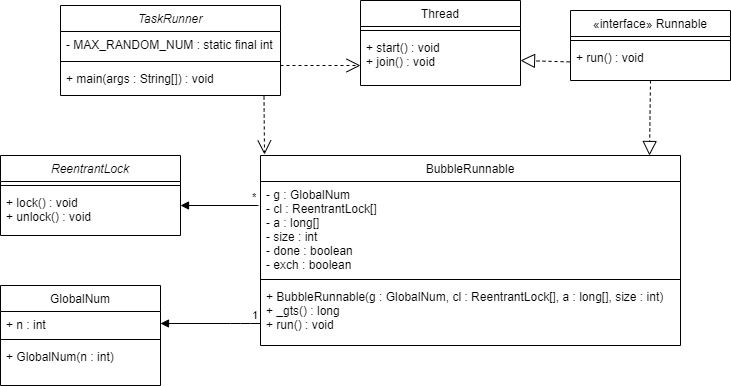 TaskRunner
- MAX_RANDOM_NUM : static final int
+ main(args : String[]) : void
Thread
+ start() : void
+ join() : void
«interface» Runnable
+ run() : void
ReentrantLock
+ lock() : void
+ unlock() : void
*
BubbleRunnable
- g : GlobalNum
- cl : ReentrantLock[]
- a : long[]
- size : int
- done : boolean
- exch : boolean
+ BubbleRunnable(g : GlobalNum, cl : ReentrantLock[], a : long[], size : int)
+ _gts() : long
+ run() : void
GlobalNum
+ n : int
+ GlobalNum(n : int)
1